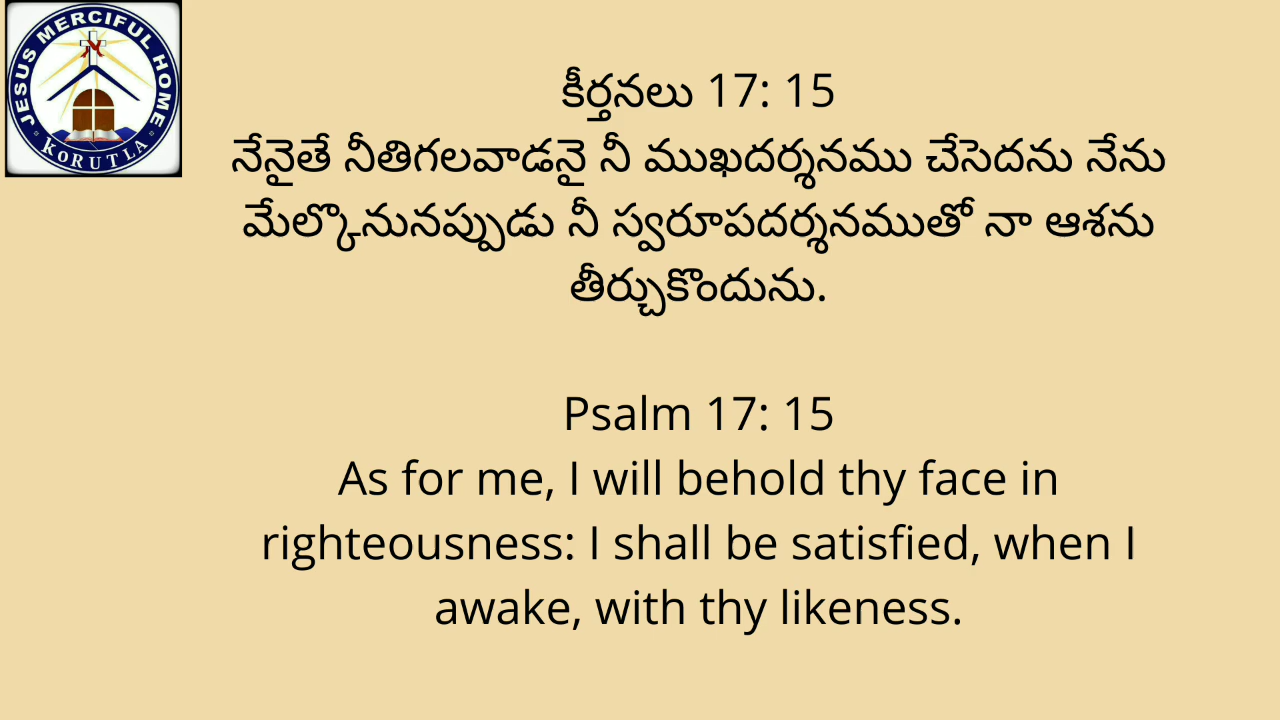 JESUS MERCIFUL HOME
KORUTLA
కీర్తనలు 17: 15
నేనైతే నీతిగలవాడనై నీ ముఖదర్శనము చేసెదను నేను
మేల్కొనునప్పుడు నీ స్వరూపదర్శనముతో నా ఆశను
తీర్చుకొందును.
Psalm 17: 15
As for me, I will behold thy face in
righteousness: I shall be satisfied, when I
awake, with thy likeness.